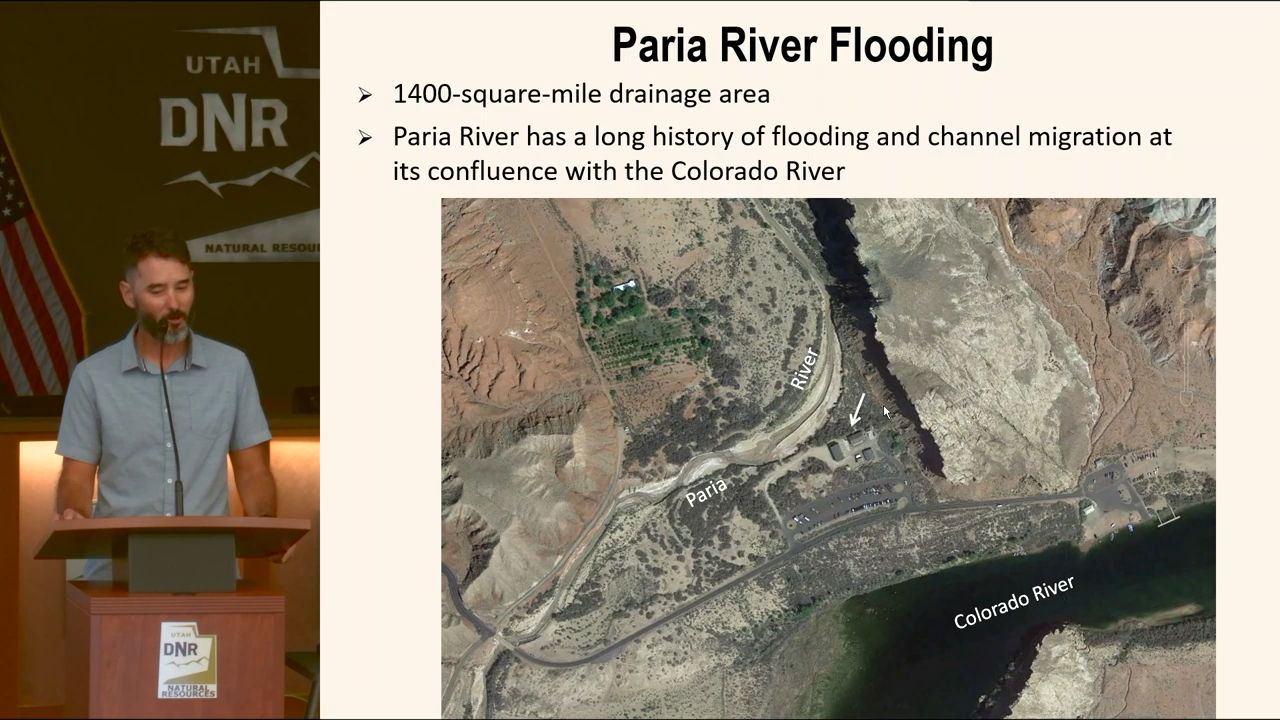 UTAH
DNR
NATURAL RESOU
UTAH
DNR
NATURAL
RESOURCES
Paria River Flooding
➢ 1400-square-mile drainage area
➢ Paria River has a long history of flooding and channel migration at
its confluence with the Colorado River
River
Paria
Colorado River